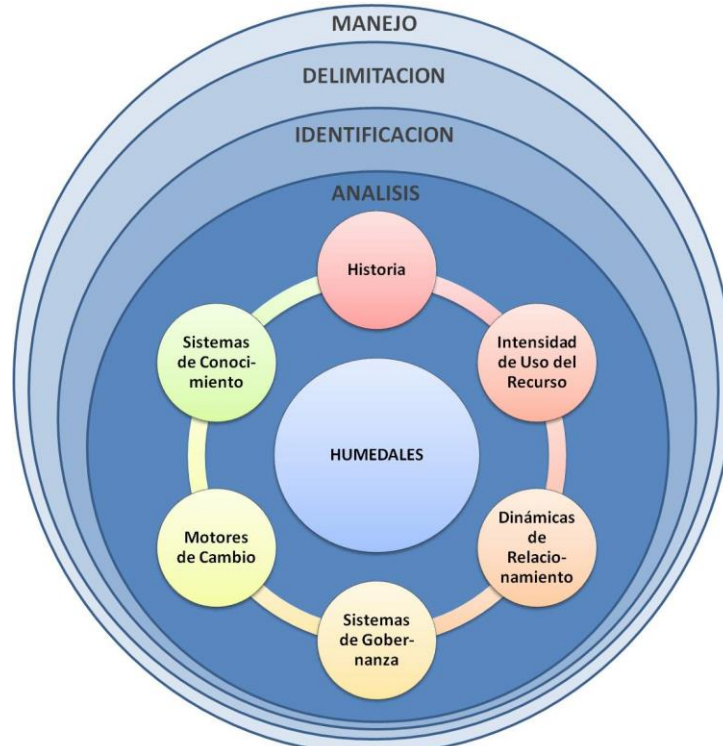 MANEJO
DELIMITACION
IDENTIFICACION
ANALISIS
Historia
Intensidad
de Uso del
Recurso
Dinámicas
de
Relacio-
namiento
Sistemas
de Gober-
nanza
Motores
de Cambio
Sistemas
de Conoci-
miento
HUMEDALES